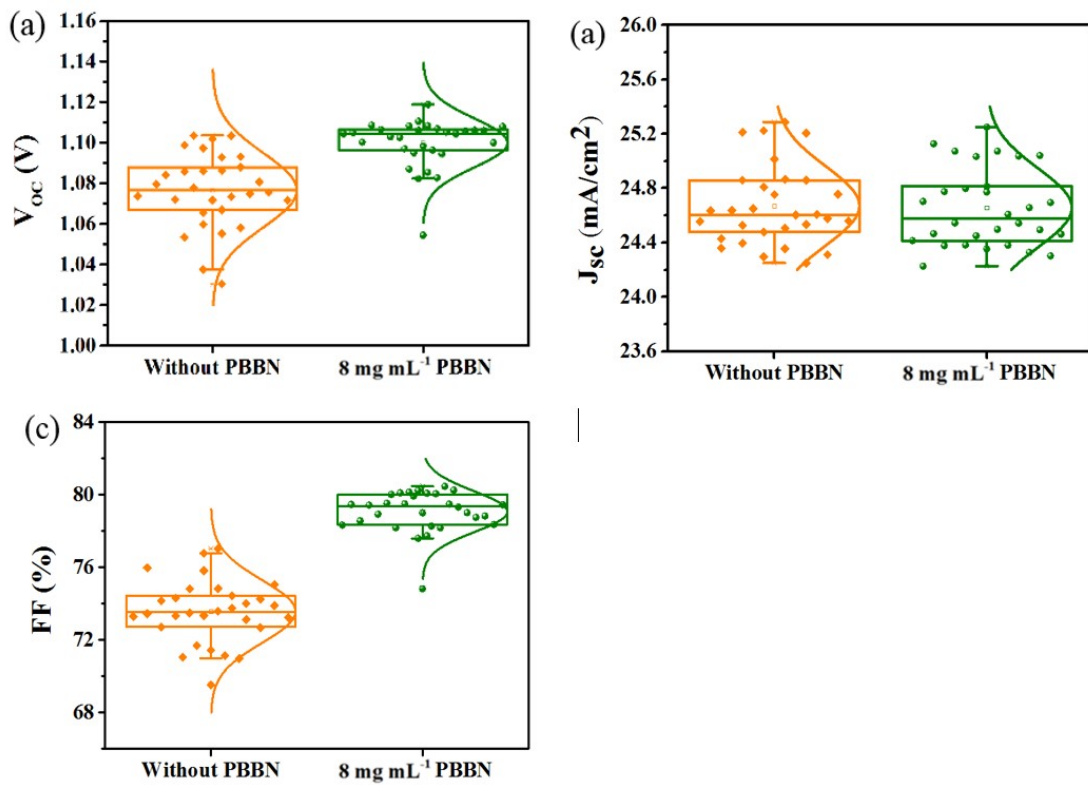 (a)
V_OC (V)
1.16
1.14
1.12
1.10
1.08
1.06
1.04
1.02
1.00
Without PBBN
8 mg mL⁻¹ PBBN
(a)
J_SC (mA/cm²)
26.0
25.6
25.2
24.8
24.4
24.0
23.6
Without PBBN
8 mg mL⁻¹ PBBN
(c)
FF (%)
84
80
76
72
68
Without PBBN
8 mg mL⁻¹ PBBN